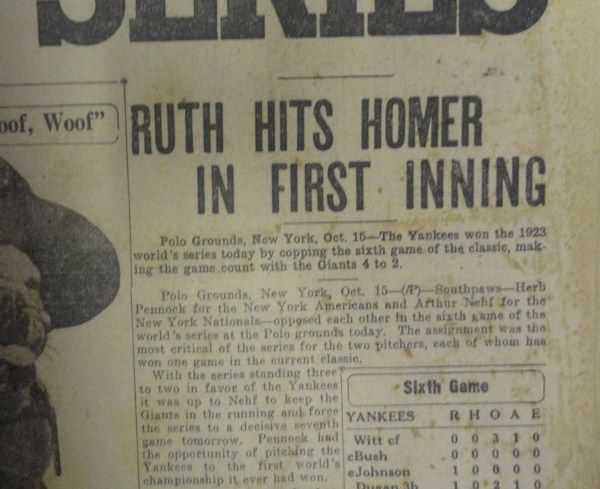 SERIES
oof, Woof"
RUTH HITS HOMER
IN FIRST INNING
Polo Grounds, New York, Oct. 15—The Yankees won the 1923
world's series today by copping the sixth game of the classic, mak-
ing the game count with the Giants 4 to 2.
Polo Grounds, New York, Oct. 15—(AP)—Southpaws—Herb
Pennock for the New York Americans and Arthur Nehf for the
New York Nationals—opposed each other in the sixth game of the
world's series at the Polo grounds today. The assignment was the
most critical of the series for the two pitchers, each of whom has
won one game in the current classic.
With the series standing three
to two in favor of the Yankees
it was up to Nehf to keep the
Giants in the running and force
the series to a decisive seventh
game tomorrow. Pennock had
the opportunity of pitching the
Yankees to the first world's
championship it ever had won.
Sixth Game
YANKEES R H O A E
Witt cf 0 0 3 1 0
cBush 0 0 0 0 0
eJohnson 1 0 0 0 0
Dugan 3b 1 0 2 1 0